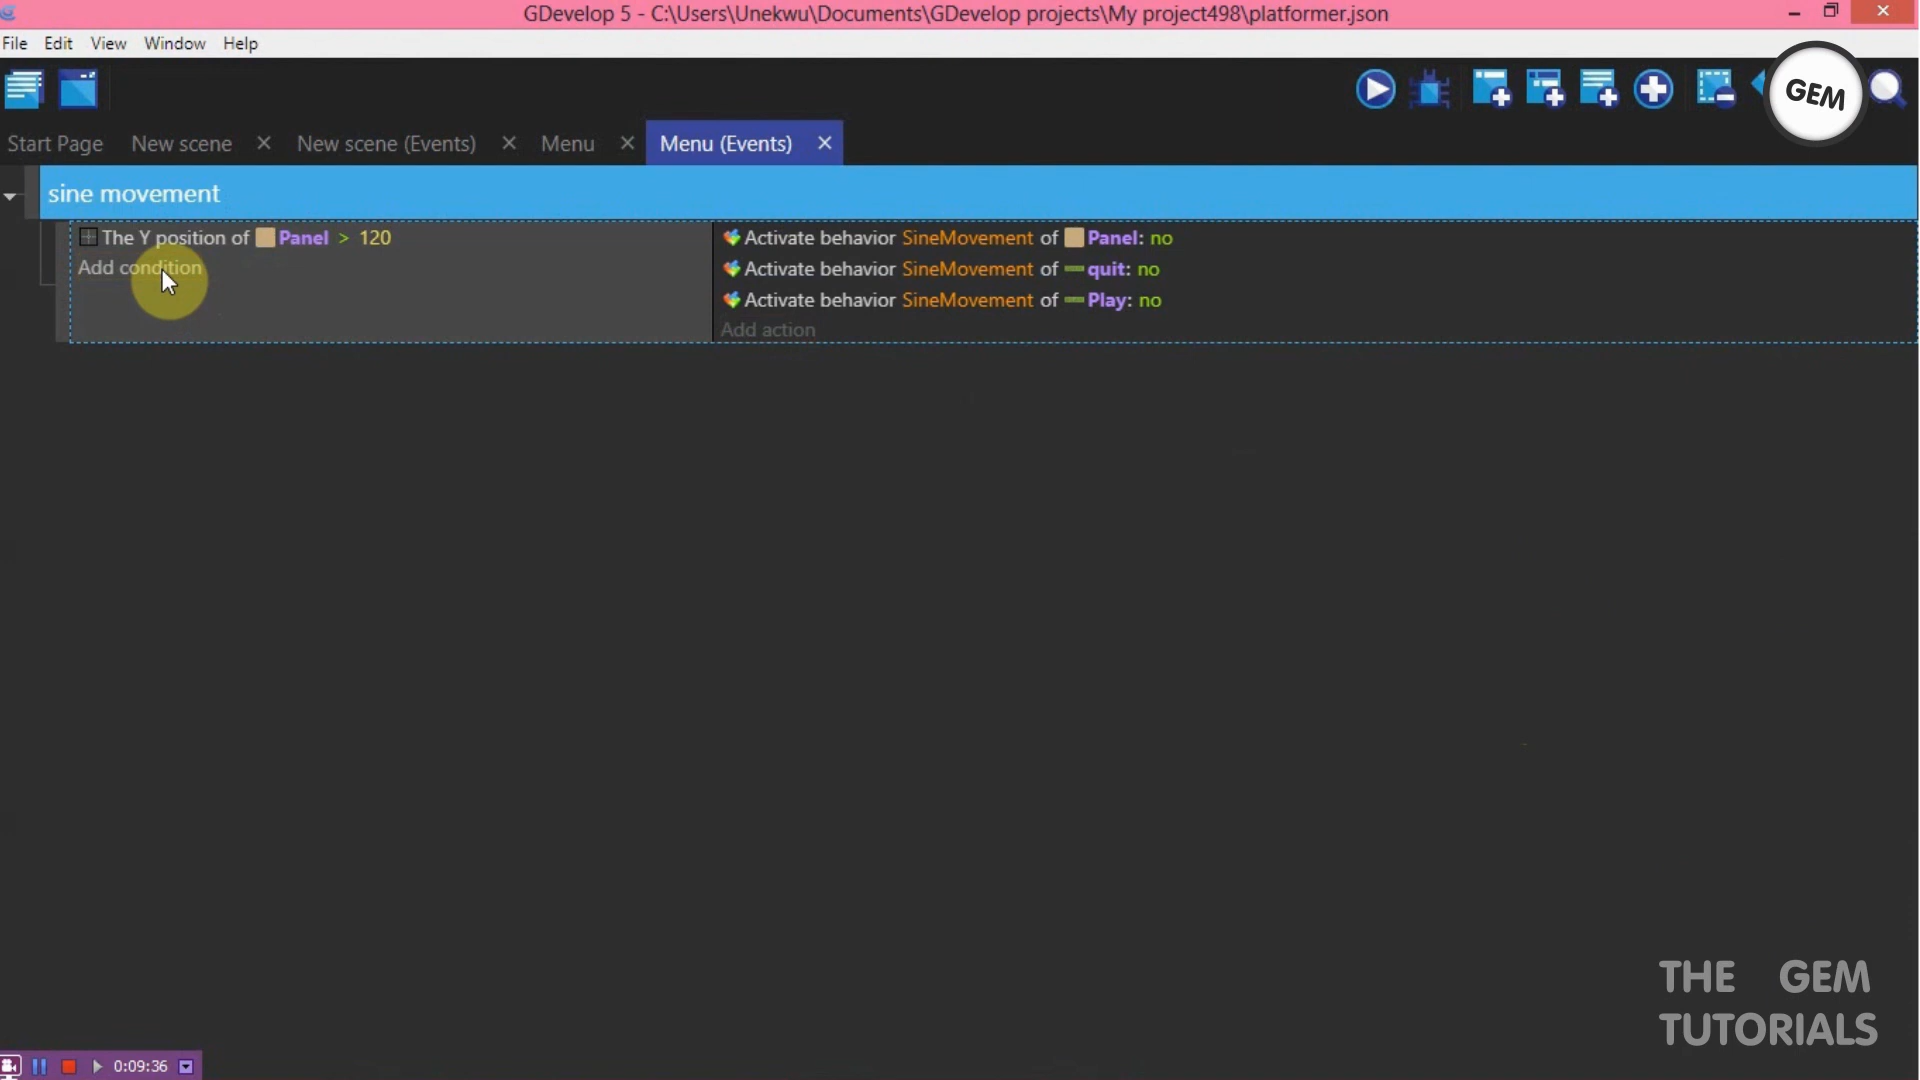 GDevelop 5 - C:\Users\Unekwu\Documents\GDevelop projects\My project498\platformer.json
File Edit View Window Help
GEM
Start Page New scene New scene (Events) Menu Menu (Events)
sine movement
The Y position of Panel > 120
Add condition
Activate behavior SineMovement of Panel: no
Activate behavior SineMovement of quit: no
Activate behavior SineMovement of Play: no
Add action
THE GEM
TUTORIALS
0:09:36